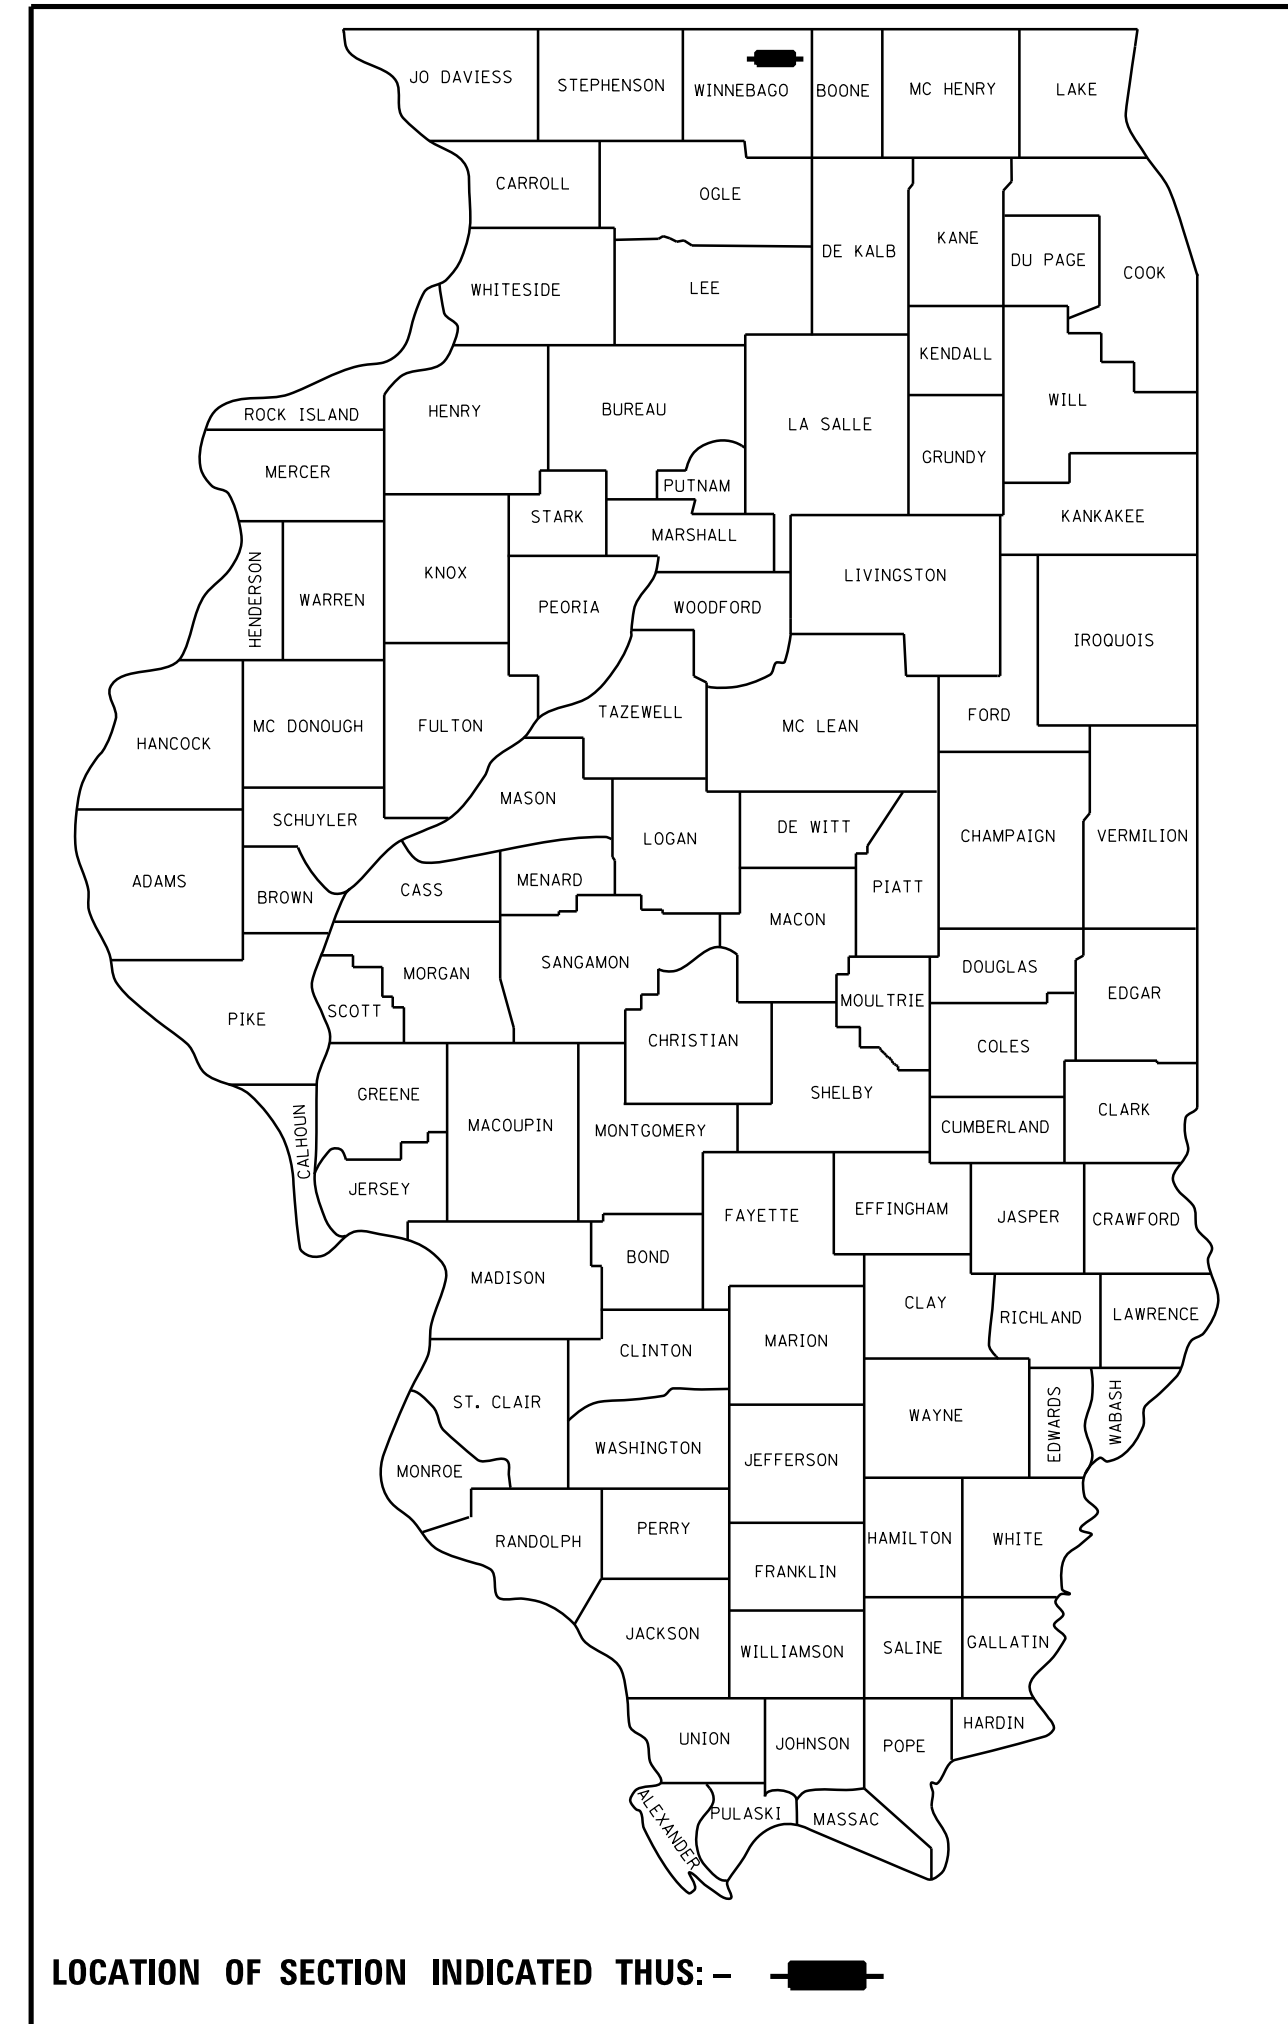 JO DAVIESS
STEPHENSON
WINNEBAGO
BOONE
MC HENRY
LAKE
CARROLL
OGLE
DE KALB
KANE
DU PAGE
COOK
WHITESIDE
LEE
KENDALL
WILL
ROCK ISLAND
HENRY
BUREAU
LA SALLE
GRUNDY
MERCER
PUTNAM
STARK
MARSHALL
KANKAKEE
HENDERSON
WARREN
KNOX
PEORIA
WOODFORD
LIVINGSTON
IROQUOIS
HANCOCK
MC DONOUGH
FULTON
TAZEWELL
MC LEAN
FORD
MASON
SCHUYLER
LOGAN
DE WITT
CHAMPAIGN
VERMILION
ADAMS
BROWN
CASS
MENARD
PIATT
MACON
SANGAMON
MORGAN
DOUGLAS
EDGAR
PIKE
SCOTT
CHRISTIAN
MOULTRIE
COLES
GREENE
CALHOUN
MACOUPIN
MONTGOMERY
SHELBY
CUMBERLAND
CLARK
JERSEY
FAYETTE
EFFINGHAM
JASPER
CRAWFORD
BOND
MADISON
CLAY
RICHLAND
LAWRENCE
CLINTON
MARION
ST. CLAIR
WAYNE
EDWARDS
WABASH
WASHINGTON
JEFFERSON
MONROE
RANDOLPH
PERRY
HAMILTON
WHITE
FRANKLIN
JACKSON
WILLIAMSON
SALINE
GALLATIN
UNION
JOHNSON
POPE
HARDIN
ALEXANDER
PULASKI
MASSAC
LOCATION OF SECTION INDICATED THUS: –